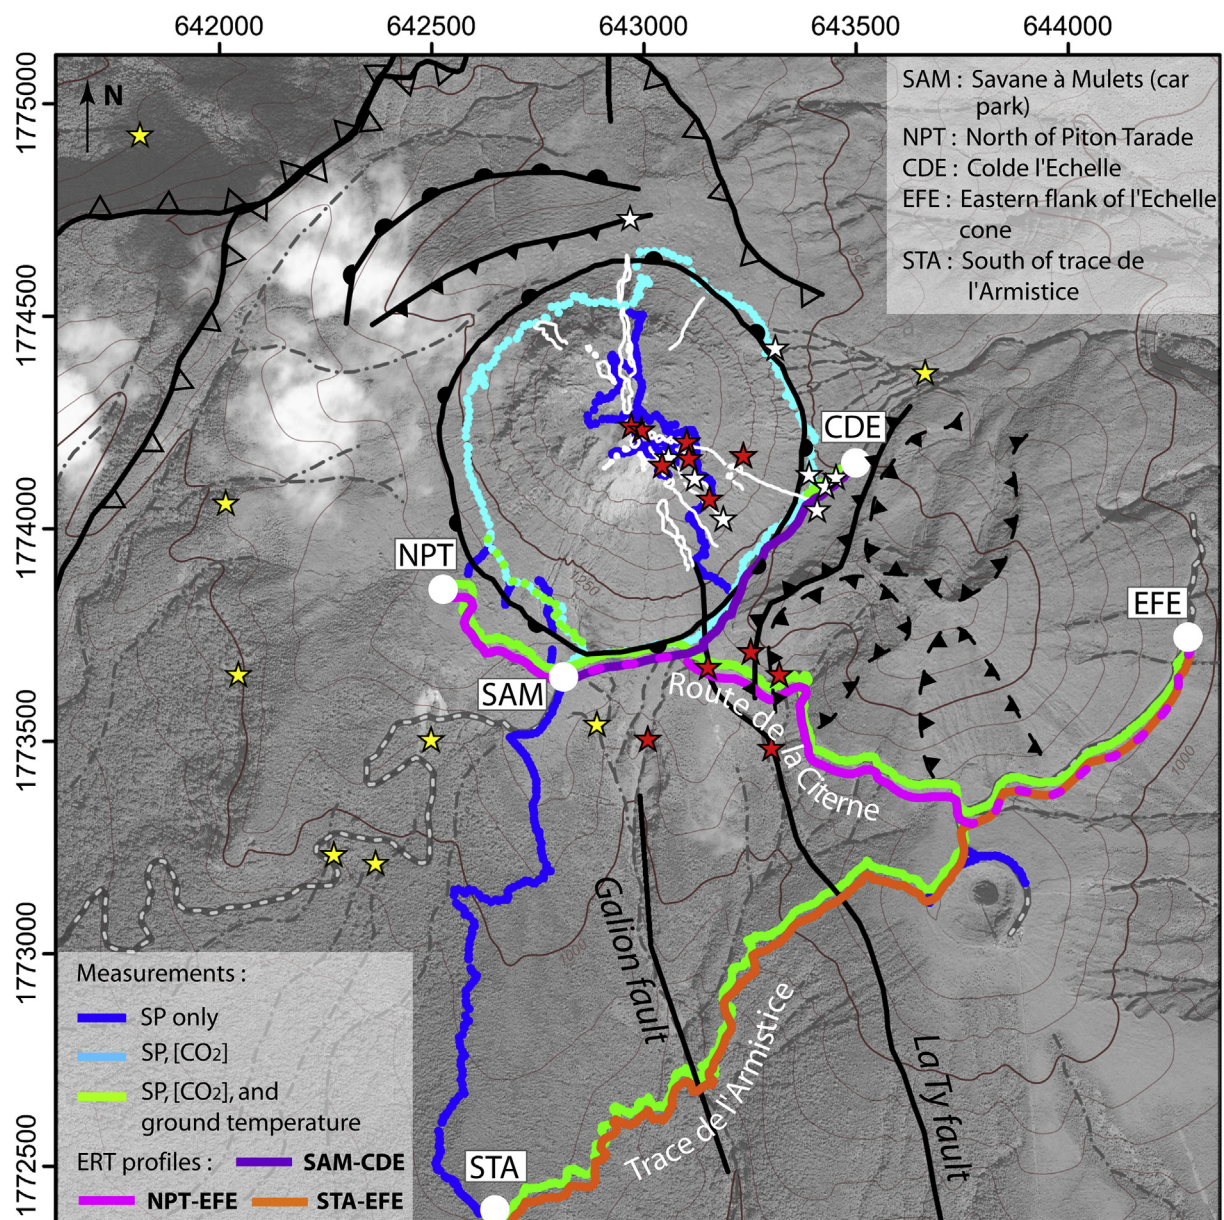 642000 642500 643000 643500 644000
1775000
1774500
1774000
1773500
1773000
1772500
N
SAM : Savane à Mulets (car
park)
NPT : North of Piton Tarade
CDE : Colde l'Echelle
EFE : Eastern flank of l'Echelle
cone
STA : South of trace de
l'Armistice
CDE
NPT
EFE
SAM
STA
1250
1000
1000
Route de la Citerne
Galion fault
Trace de l'Armistice
La Ty fault
Measurements :
SP only
SP, [CO2]
SP, [CO2], and
ground temperature
ERT profiles : SAM-CDE
NPT-EFE STA-EFE